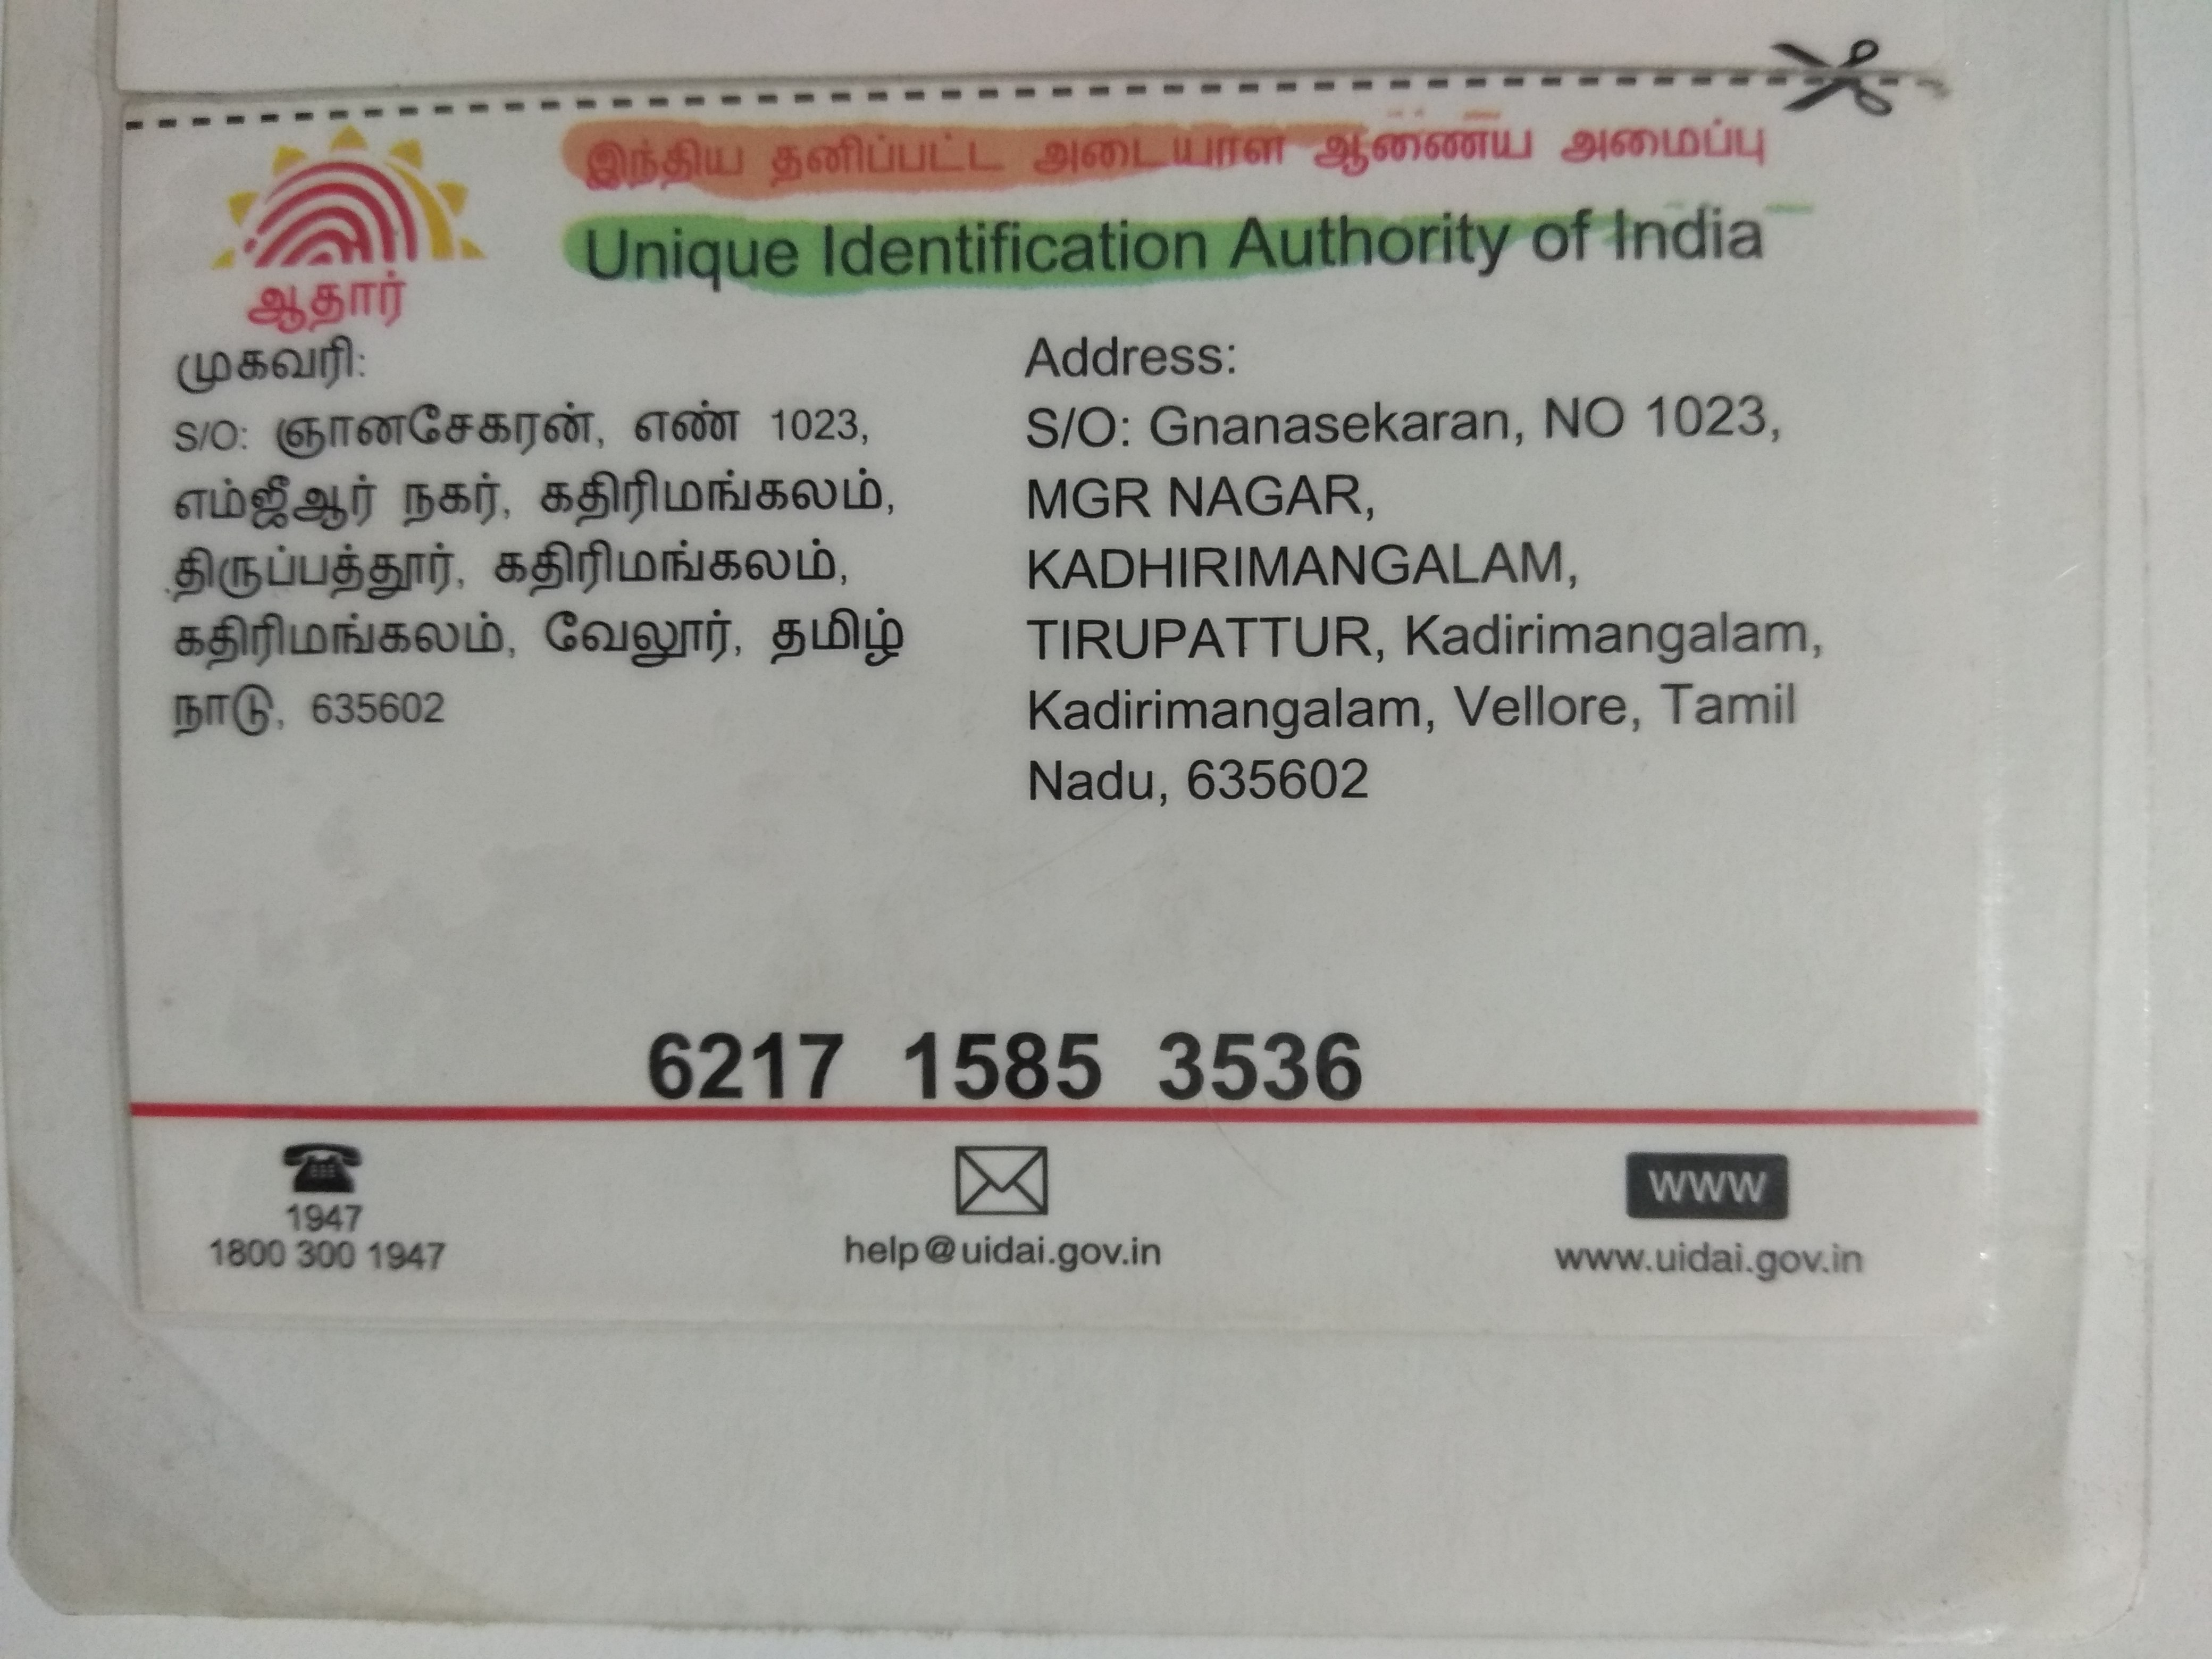 இந்திய தனிப்பட்ட அடையாள ஆணைய அமைப்பு
Unique Identification Authority of India
ஆதார்
முகவரி:
S/O: ஞானசேகரன், எண் 1023,
எம்ஜீஆர் நகர், கதிரிமங்கலம்,
திருப்பத்தூர், கதிரிமங்கலம்,
கதிரிமங்கலம், வேலூர், தமிழ்
நாடு, 635602
Address:
S/O: Gnanasekaran, NO 1023,
MGR NAGAR,
KADHIRIMANGALAM,
TIRUPATTUR, Kadirimangalam,
Kadirimangalam, Vellore, Tamil
Nadu, 635602
6217 1585 3536
1947
1800 300 1947
help@uidai.gov.in
WWW
www.uidai.gov.in